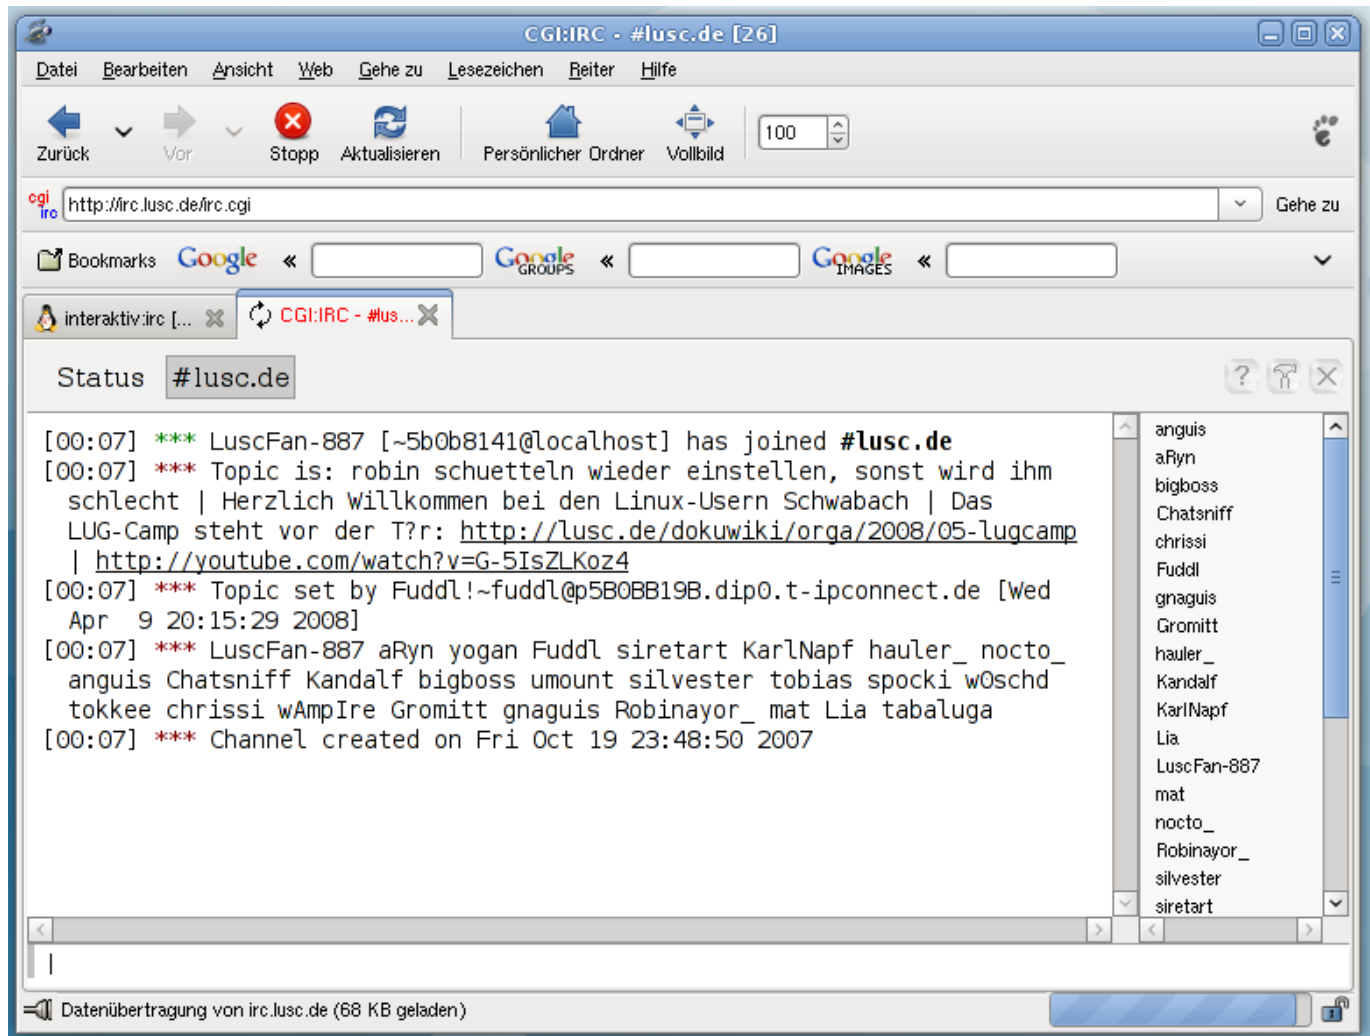 CGI:IRC - #lusc.de [26]
Datei Bearbeiten Ansicht Web Gehe zu Lesezeichen Reiter Hilfe
Zurück Vor Stopp Aktualisieren Persönlicher Ordner Vollbild 100
cgi irc http://irc.lusc.de/irc.cgi Gehe zu
Bookmarks Google « Google GROUPS « Google IMAGES «
interaktiv:irc [... CGI:IRC - #lus...
Status #lusc.de ?
[00:07] *** LuscFan-887 [~5b0b8141@localhost] has joined #lusc.de
[00:07] *** Topic is: robin schuetteln wieder einstellen, sonst wird ihm
schlecht | Herzlich Willkommen bei den Linux-Usern Schwabach | Das
LUG-Camp steht vor der T?r: http://lusc.de/dokuwiki/orga/2008/05-lugcamp
| http://youtube.com/watch?v=G-5IsZLKoz4
[00:07] *** Topic set by Fuddl!~fuddl@p5B0BB19B.dip0.t-ipconnect.de [Wed
Apr  9 20:15:29 2008]
[00:07] *** LuscFan-887 aRyn yogan Fuddl siretart KarlNapf hauler_ nocto_
anguis Chatsniff Kandalf bigboss umount silvester tobias spocki w0schd
tokkee chrissi wAmpIre Gromitt gnaguis Robinayor_ mat Lia tabaluga
[00:07] *** Channel created on Fri Oct 19 23:48:50 2007
anguis
aRyn
bigboss
Chatsniff
chrissi
Fuddl
gnaguis
Gromitt
hauler_
Kandalf
KarlNapf
Lia
LuscFan-887
mat
nocto_
Robinayor_
silvester
siretart
Datenübertragung von irc.lusc.de (68 KB geladen)